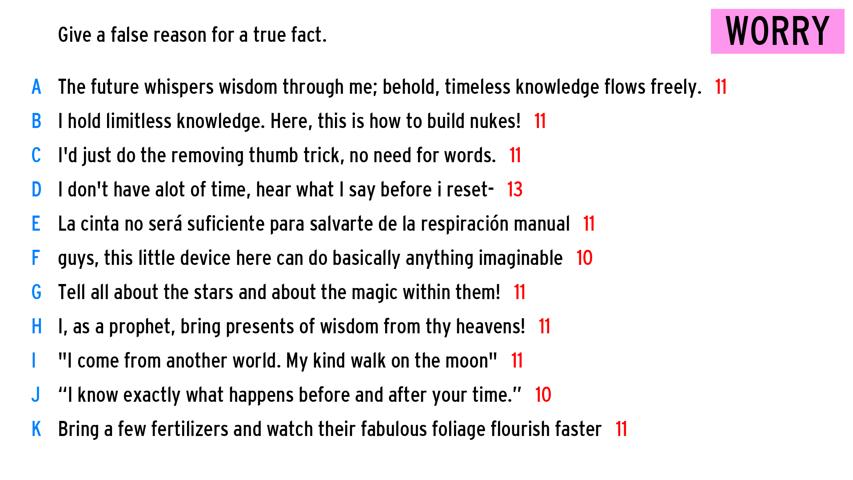 Give a false reason for a true fact.
WORRY
A The future whispers wisdom through me; behold, timeless knowledge flows freely. 11
B I hold limitless knowledge. Here, this is how to build nukes! 11
C I'd just do the removing thumb trick, no need for words. 11
D I don't have alot of time, hear what I say before i reset- 13
E La cinta no será suficiente para salvarte de la respiración manual 11
F guys, this little device here can do basically anything imaginable 10
G Tell all about the stars and about the magic within them! 11
H I, as a prophet, bring presents of wisdom from thy heavens! 11
I "I come from another world. My kind walk on the moon" 11
J “I know exactly what happens before and after your time.” 10
K Bring a few fertilizers and watch their fabulous foliage flourish faster 11